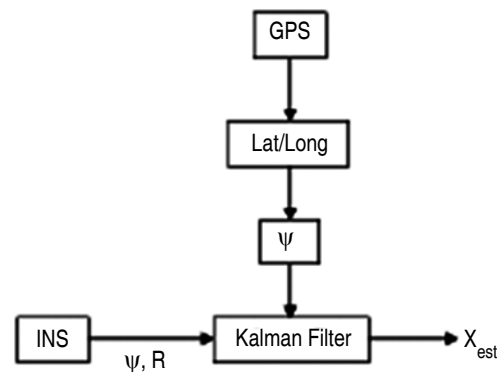 GPS
Lat/Long
ψ
INS
Kalman Filter
X_est
ψ, R